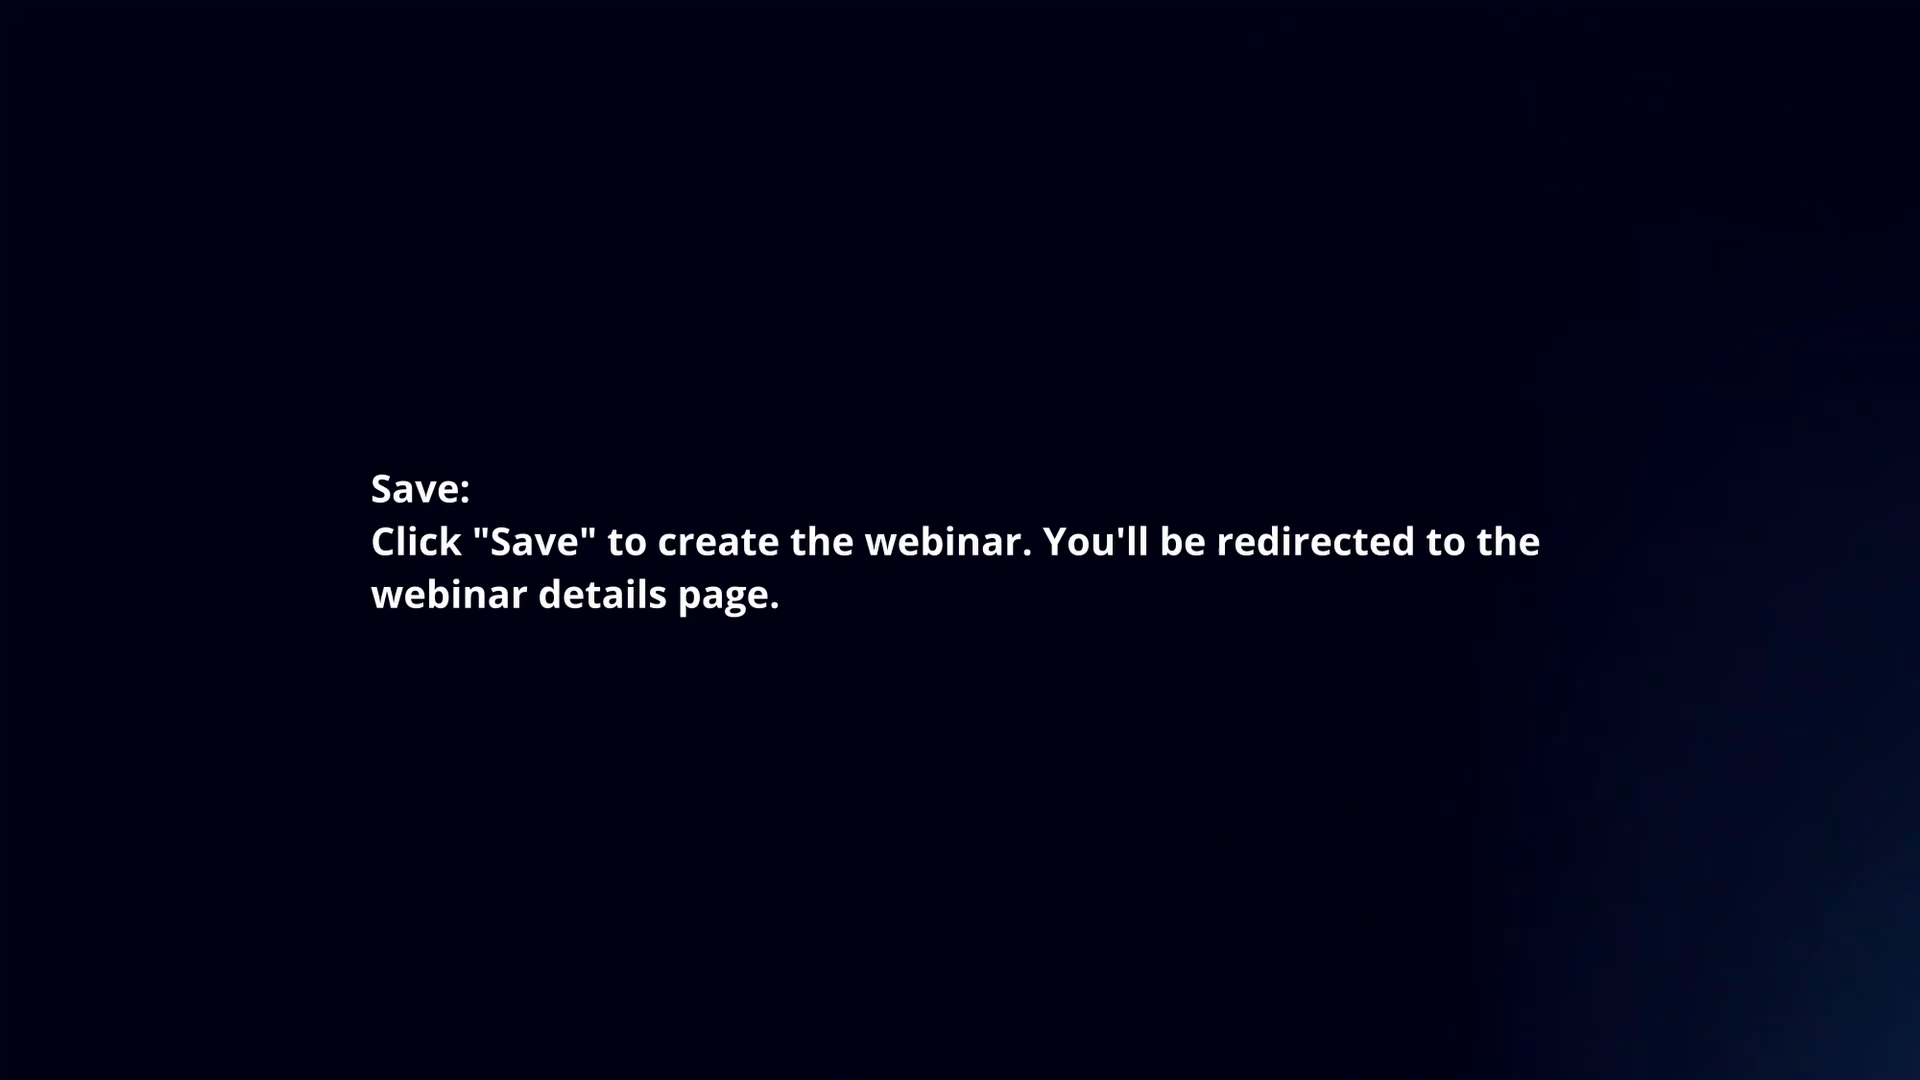 Save:
Click "Save" to create the webinar. You'll be redirected to the
webinar details page.